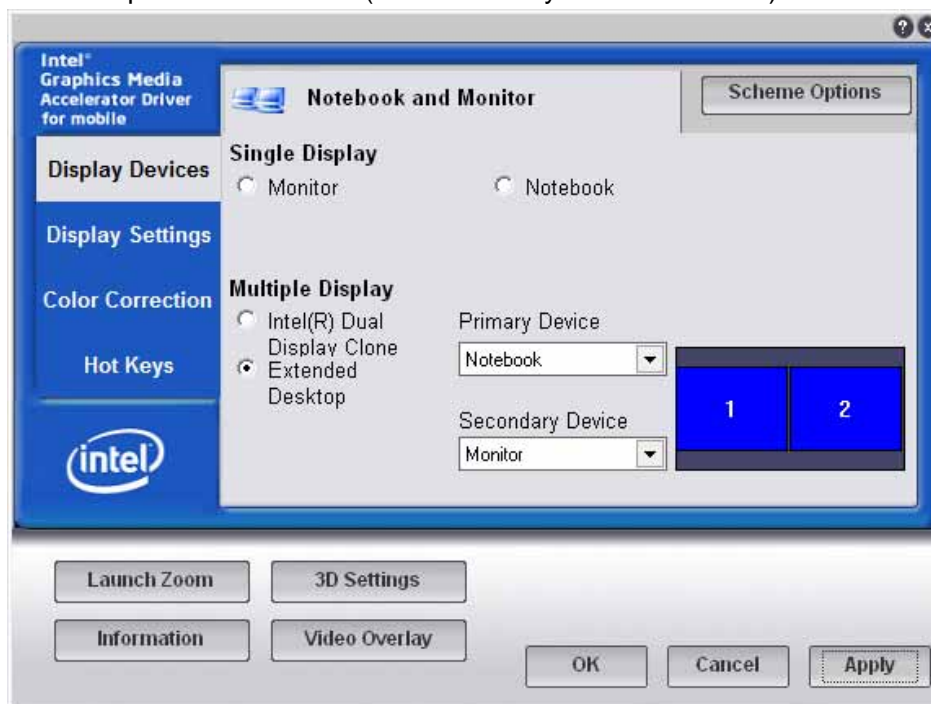 Intel®
Graphics Media
Accelerator Driver
for mobile
Notebook and Monitor
Scheme Options
Display Devices
Display Settings
Color Correction
Hot Keys
intel
Single Display
Monitor
Notebook
Multiple Display
Intel(R) Dual
Display Clone
Extended
Desktop
Primary Device
Notebook
Secondary Device
Monitor
1
2
Launch Zoom
3D Settings
Information
Video Overlay
OK
Cancel
Apply